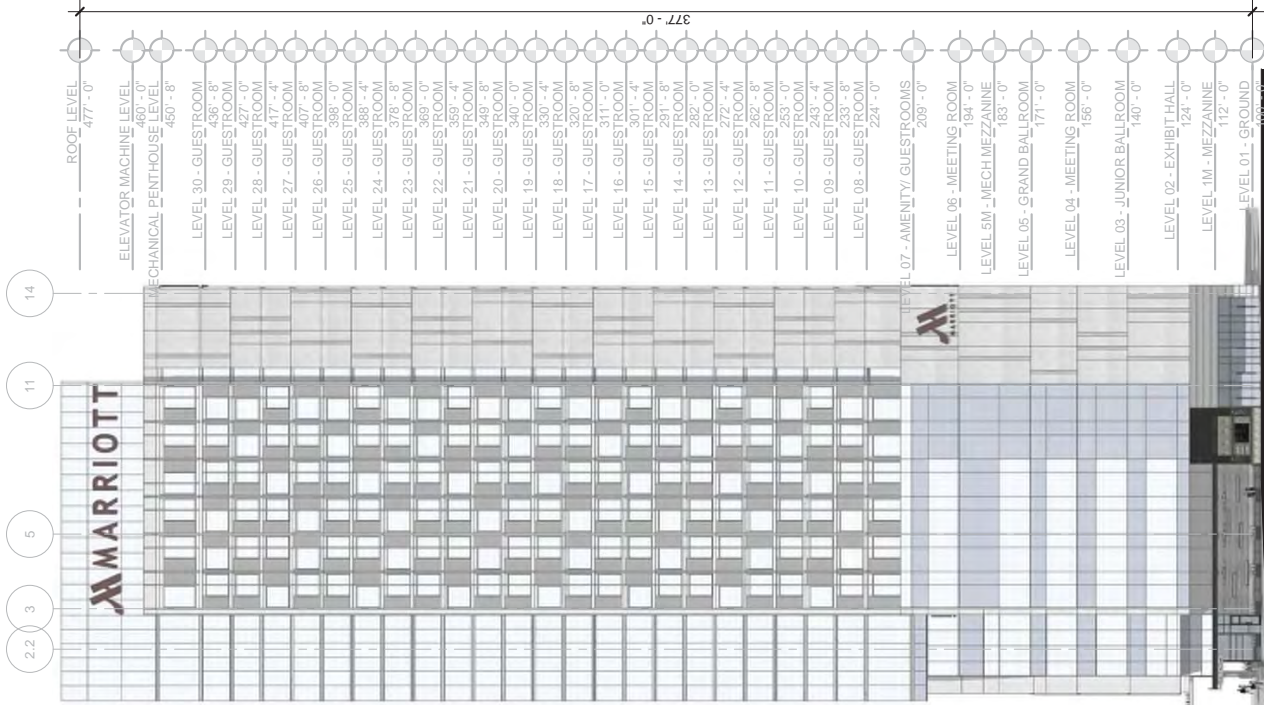 377' - 0"
ROOF LEVEL
477' - 0"
ELEVATOR MACHINE LEVEL
460' - 0"
MECHANICAL PENTHOUSE LEVEL
450' - 8"
LEVEL 30 - GUESTROOM
436' - 8"
LEVEL 29 - GUESTROOM
427' - 0"
LEVEL 28 - GUESTROOM
417' - 4"
LEVEL 27 - GUESTROOM
407' - 8"
LEVEL 26 - GUESTROOM
398' - 0"
LEVEL 25 - GUESTROOM
388' - 4"
LEVEL 24 - GUESTROOM
378' - 8"
LEVEL 23 - GUESTROOM
369' - 0"
LEVEL 22 - GUESTROOM
359' - 4"
LEVEL 21 - GUESTROOM
349' - 8"
LEVEL 20 - GUESTROOM
340' - 0"
LEVEL 19 - GUESTROOM
330' - 4"
LEVEL 18 - GUESTROOM
320' - 8"
LEVEL 17 - GUESTROOM
311' - 0"
LEVEL 16 - GUESTROOM
301' - 4"
LEVEL 15 - GUESTROOM
291' - 8"
LEVEL 14 - GUESTROOM
282' - 0"
LEVEL 13 - GUESTROOM
272' - 4"
LEVEL 12 - GUESTROOM
262' - 8"
LEVEL 11 - GUESTROOM
253' - 0"
LEVEL 10 - GUESTROOM
243' - 4"
LEVEL 09 - GUESTROOM
233' - 8"
LEVEL 08 - GUESTROOM
224' - 0"
LEVEL 07 - AMENITY/ GUESTROOMS
209' - 0"
LEVEL 06 - MEETING ROOM
194' - 0"
LEVEL 5M - MECH MEZZANINE
183' - 0"
LEVEL 05 - GRAND BALLROOM
171' - 0"
LEVEL 04 - MEETING ROOM
156' - 0"
LEVEL 03 - JUNIOR BALLROOM
140' - 0"
LEVEL 02 - EXHIBIT HALL
124' - 0"
LEVEL 1M - MEZZANINE
112' - 0"
LEVEL 01 - GROUND
14
11
5
3
2.2
MARRIOTT
MARRIOTT